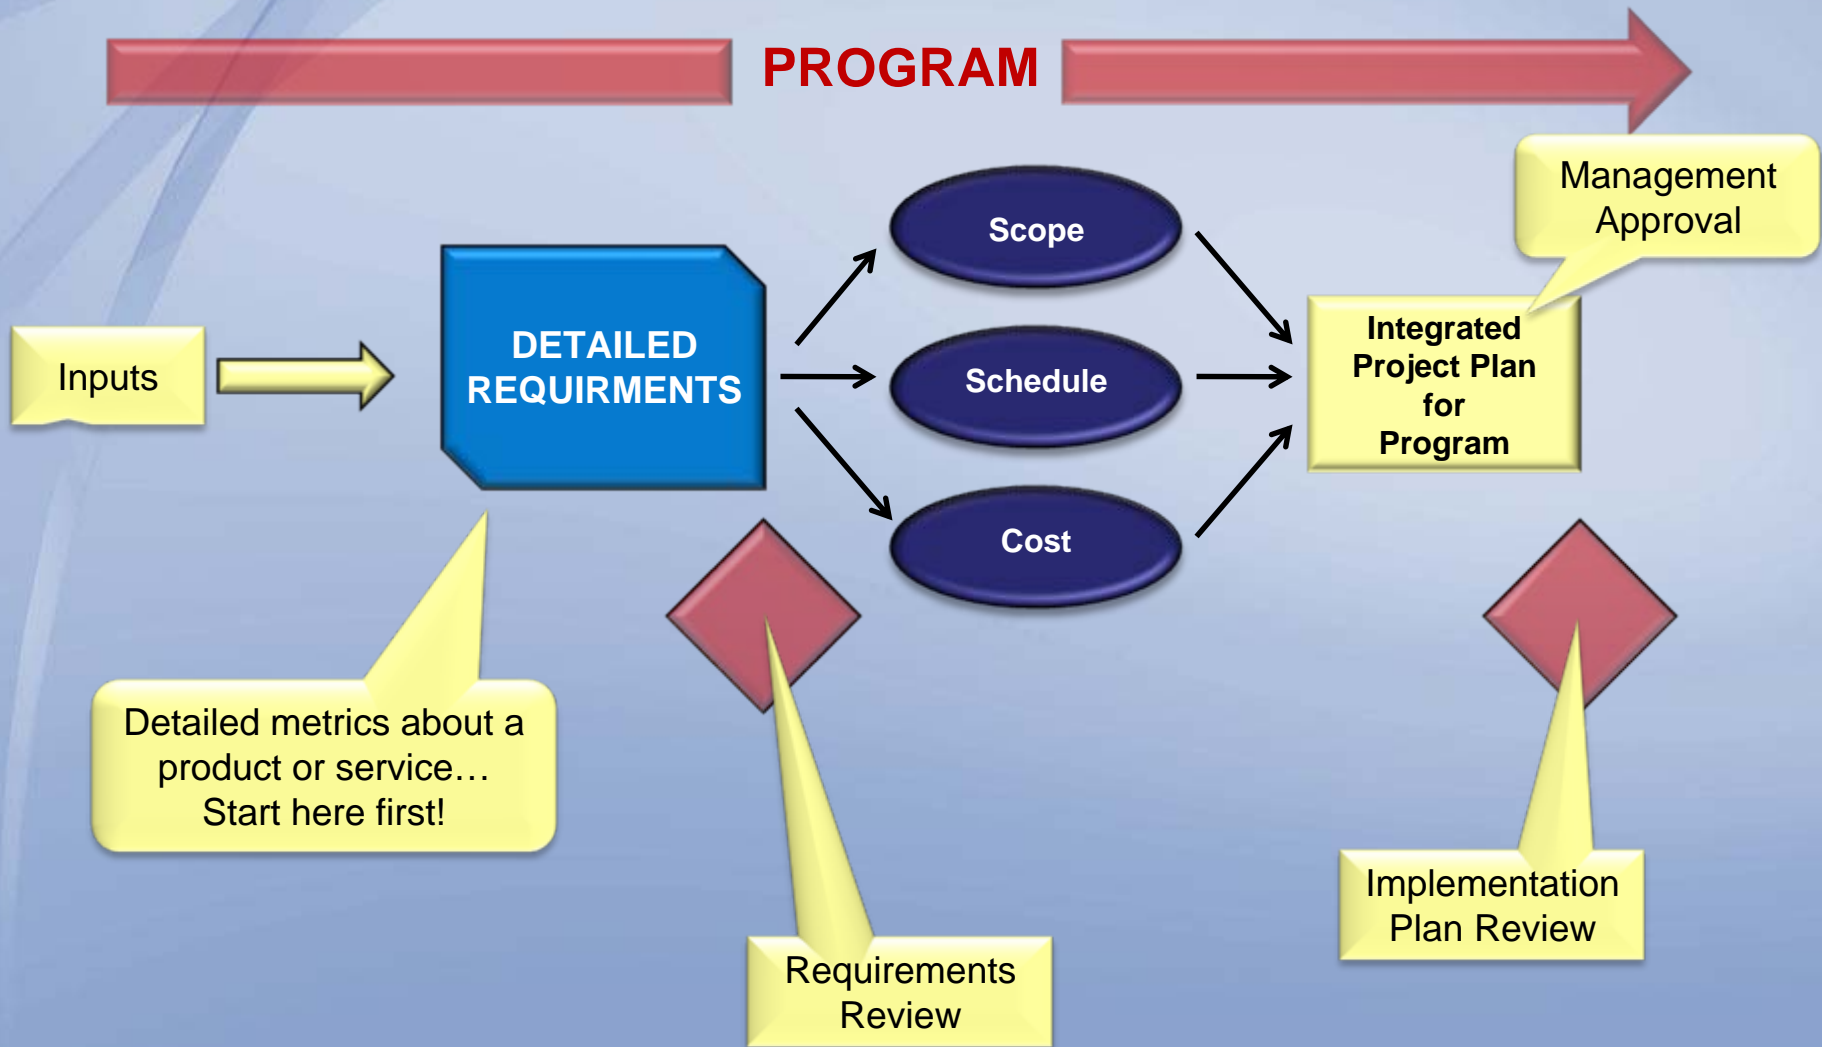 PROGRAM
Management
Approval
Scope
Inputs
DETAILED
REQUIRMENTS
Schedule
Integrated
Project Plan
for
Program
Cost
Detailed metrics about a
product or service…
Start here first!
Requirements
Review
Implementation
Plan Review